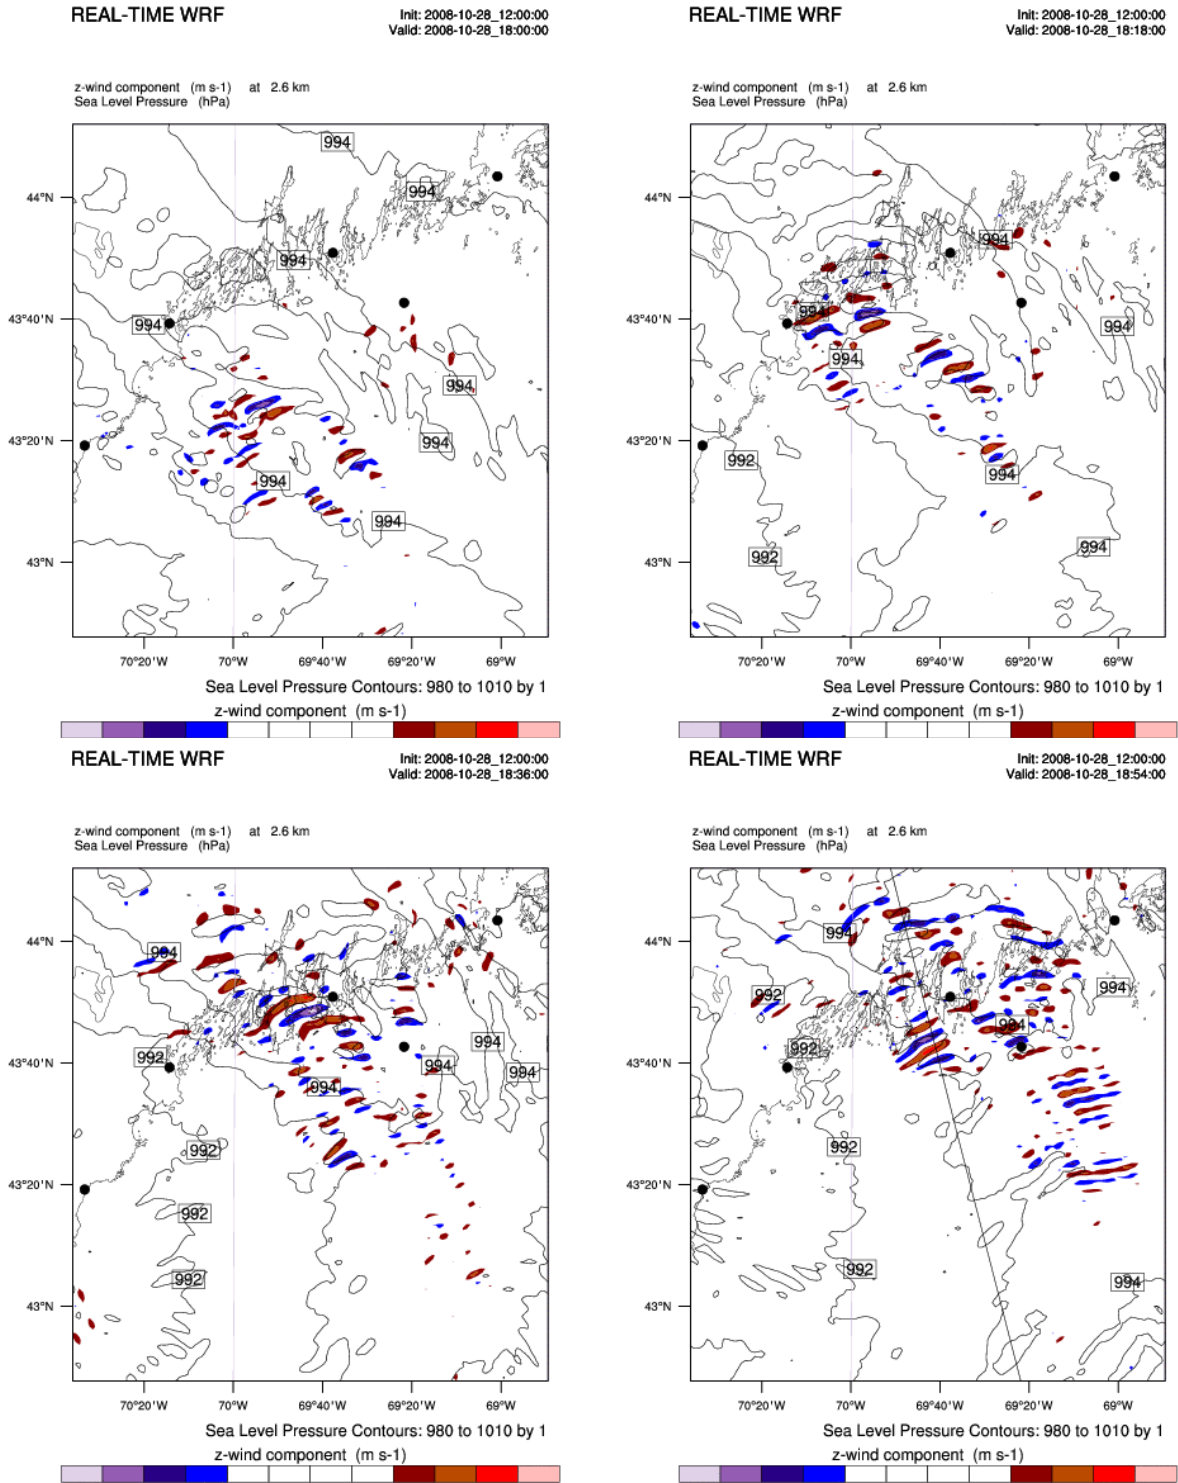 REAL-TIME WRF
Init: 2008-10-28_12:00:00
Valid: 2008-10-28_18:00:00
z-wind component (m s-1) at 2.6 km
Sea Level Pressure (hPa)
994
994
44°N
994
43°40'N
994
994
43°20'N
994
994
994
43°N
70°20'W 70°W 69°40'W 69°20'W 69°W
Sea Level Pressure Contours: 980 to 1010 by 1
z-wind component (m s-1)
REAL-TIME WRF
Init: 2008-10-28_12:00:00
Valid: 2008-10-28_18:18:00
z-wind component (m s-1) at 2.6 km
Sea Level Pressure (hPa)
44°N
994
994
43°40'N
994
994
43°20'N
992
994
994
992
43°N
70°20'W 70°W 69°40'W 69°20'W 69°W
Sea Level Pressure Contours: 980 to 1010 by 1
z-wind component (m s-1)
REAL-TIME WRF
Init: 2008-10-28_12:00:00
Valid: 2008-10-28_18:36:00
z-wind component (m s-1) at 2.6 km
Sea Level Pressure (hPa)
44°N
994
994
992
43°40'N
994
994
994
992
43°20'N
992
992
43°N
70°20'W 70°W 69°40'W 69°20'W 69°W
Sea Level Pressure Contours: 980 to 1010 by 1
z-wind component (m s-1)
REAL-TIME WRF
Init: 2008-10-28_12:00:00
Valid: 2008-10-28_18:54:00
z-wind component (m s-1) at 2.6 km
Sea Level Pressure (hPa)
994
44°N
994
992
994
992
43°40'N
992
43°20'N
992
994
43°N
70°20'W 70°W 69°40'W 69°20'W 69°W
Sea Level Pressure Contours: 980 to 1010 by 1
z-wind component (m s-1)